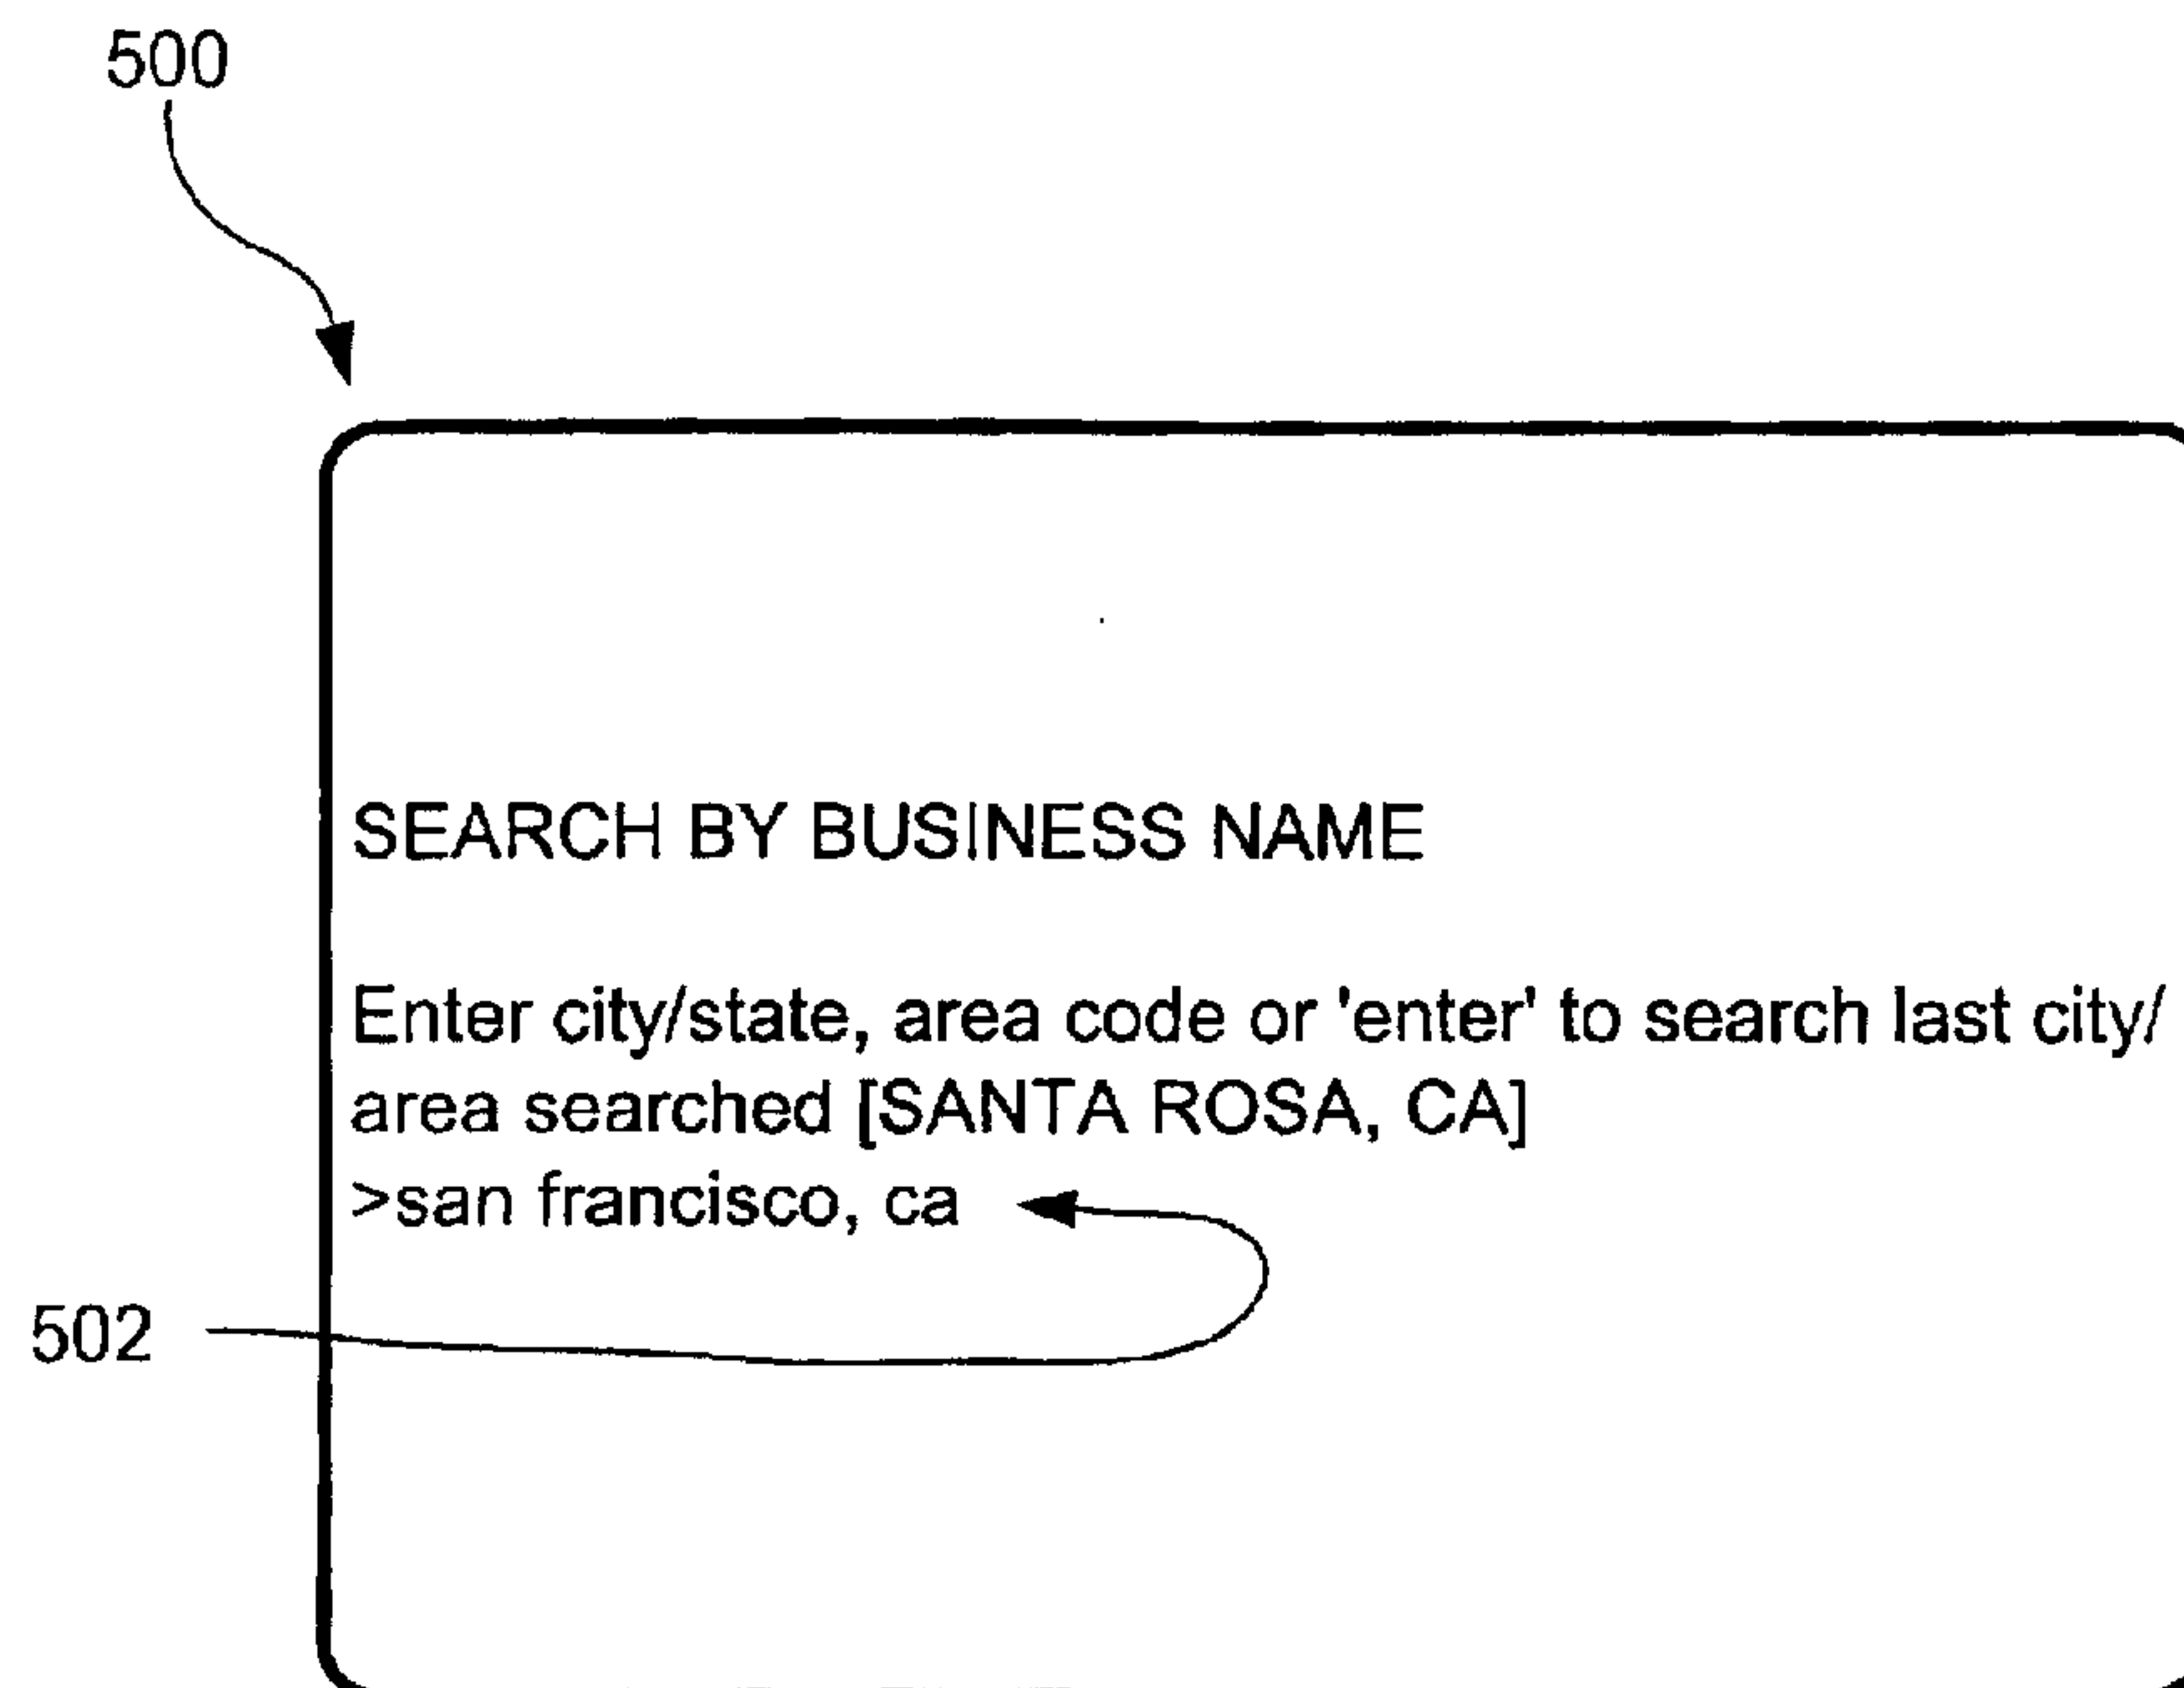 500
SEARCH BY BUSINESS NAME
Enter city/state, area code or 'enter' to search last city/
area searched [SANTA ROSA, CA]
>san francisco, ca
502